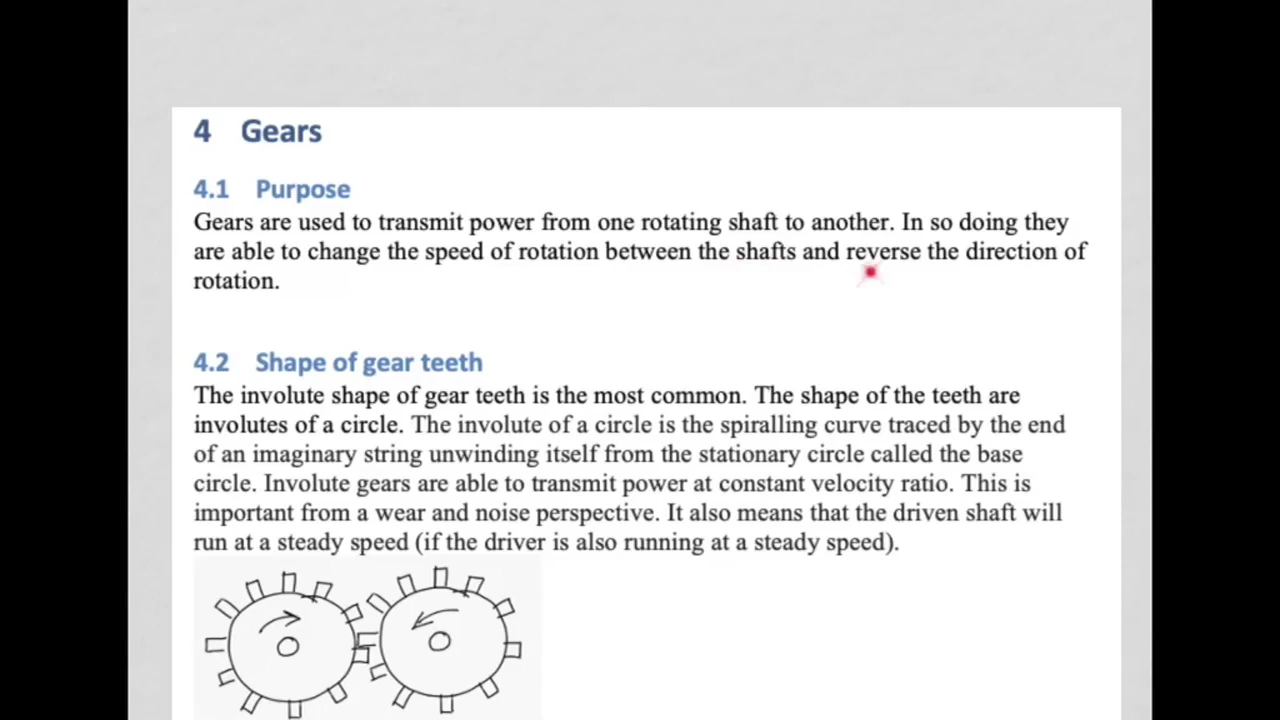 4 Gears
4.1 Purpose
Gears are used to transmit power from one rotating shaft to another. In so doing they
are able to change the speed of rotation between the shafts and reverse the direction of
rotation.
4.2 Shape of gear teeth
The involute shape of gear teeth is the most common. The shape of the teeth are
involutes of a circle. The involute of a circle is the spiralling curve traced by the end
of an imaginary string unwinding itself from the stationary circle called the base
circle. Involute gears are able to transmit power at constant velocity ratio. This is
important from a wear and noise perspective. It also means that the driven shaft will
run at a steady speed (if the driver is also running at a steady speed).